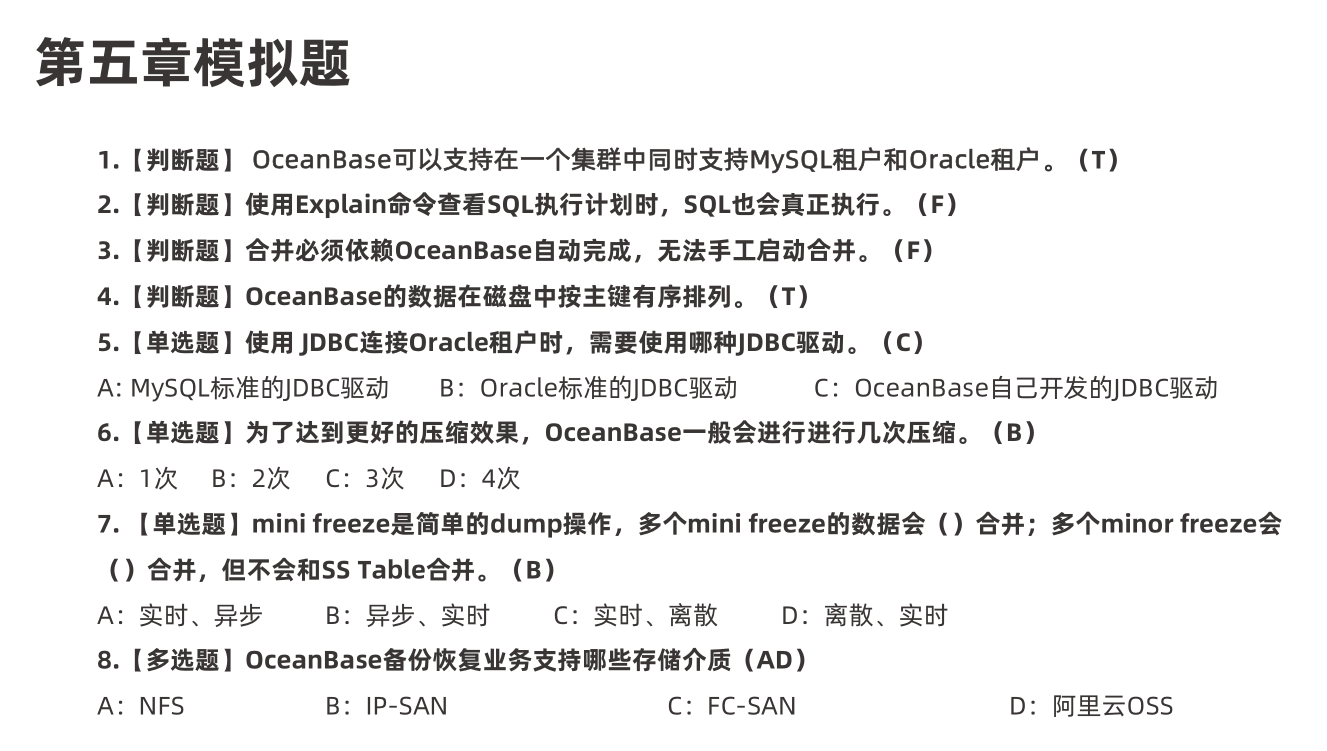 第五章模拟题
1.【判断题】 OceanBase可以支持在一个集群中同时支持MySQL租户和Oracle租户。（T）
2.【判断题】使用Explain命令查看SQL执行计划时，SQL也会真正执行。（F）
3.【判断题】合并必须依赖OceanBase自动完成，无法手工启动合并。（F）
4.【判断题】OceanBase的数据在磁盘中按主键有序排列。（T）
5.【单选题】使用 JDBC连接Oracle租户时，需要使用哪种JDBC驱动。（C）
A: MySQL标准的JDBC驱动 B：Oracle标准的JDBC驱动 C：OceanBase自己开发的JDBC驱动
6.【单选题】为了达到更好的压缩效果，OceanBase一般会进行进行几次压缩。（B）
A：1次 B：2次 C：3次 D：4次
7. 【单选题】mini freeze是简单的dump操作，多个mini freeze的数据会（ ）合并；多个minor freeze会
（ ）合并，但不会和SS Table合并。（B）
A：实时、异步 B：异步、实时 C：实时、离散 D：离散、实时
8.【多选题】OceanBase备份恢复业务支持哪些存储介质（AD）
A：NFS B：IP-SAN C：FC-SAN D：阿里云OSS